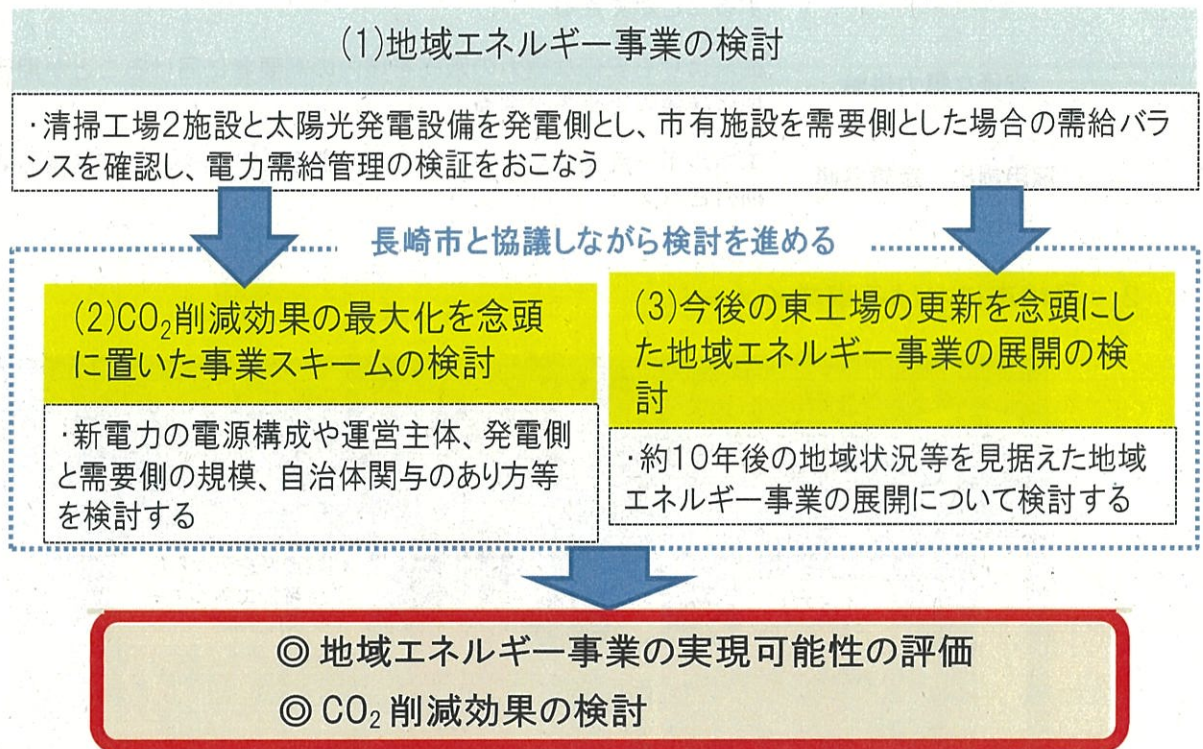 (1)地域エネルギー事業の検討
・清掃工場2施設と太陽光発電設備を発電側とし、市有施設を需要側とした場合の需給バラ
ンスを確認し、電力需給管理の検証をおこなう
長崎市と協議しながら検討を進める
(2)CO₂削減効果の最大化を念頭
に置いた事業スキームの検討
・新電力の電源構成や運営主体、発電側
と需要側の規模、自治体関与のあり方等
を検討する
(3)今後の東工場の更新を念頭にし
た地域エネルギー事業の展開の検
討
・約10年後の地域状況等を見据えた地域
エネルギー事業の展開について検討する
◎ 地域エネルギー事業の実現可能性の評価
◎ CO₂ 削減効果の検討